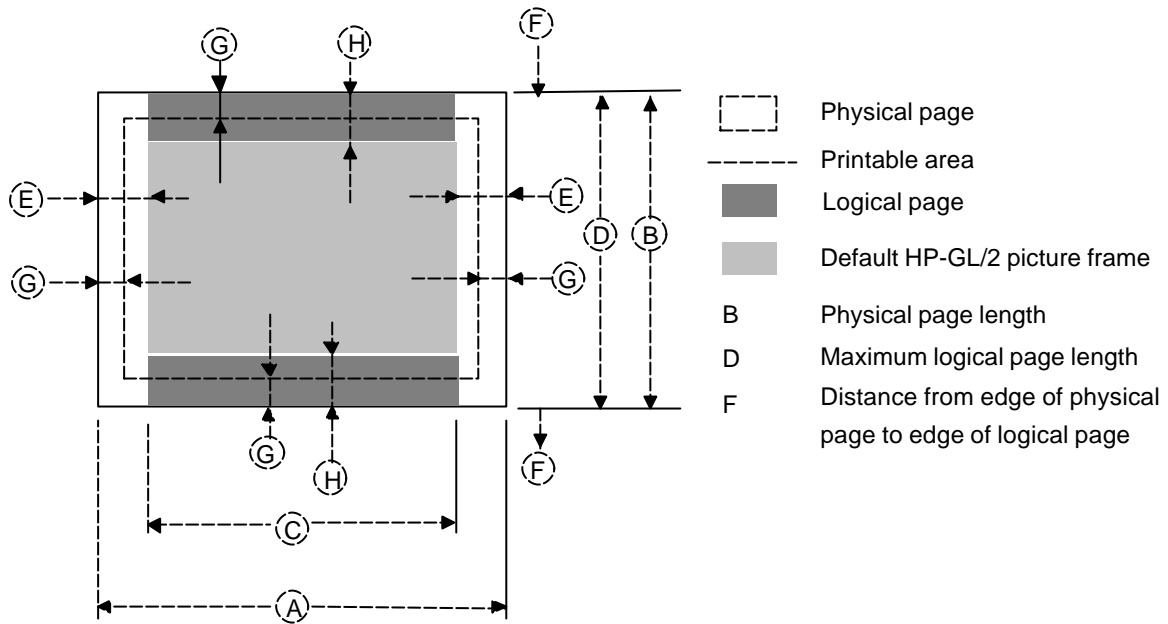 F
G
H
Physical page
Printable area
E
E
Logical page
D
B
G
G
Default HP-GL/2 picture frame
B Physical page length
D Maximum logical page length
F Distance from edge of physical
page to edge of logical page
G
H
F
C
A